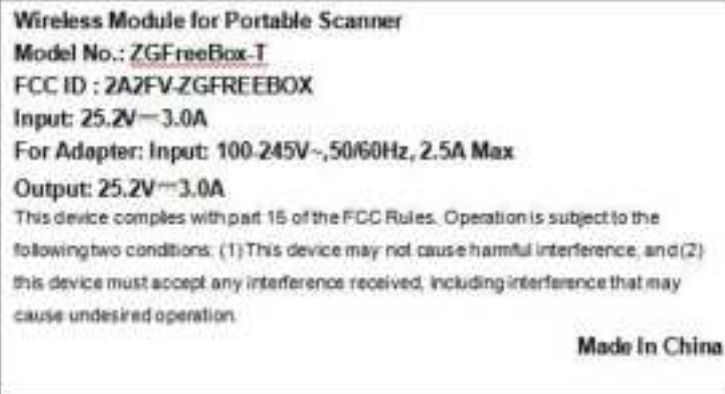 Wireless Module for Portable Scanner
Model No.: ZGFreeBox-T
FCC ID : 2A2FV-ZGFREEBOX
Input: 25.2V⎓3.0A
For Adapter: Input: 100-245V~,50/60Hz, 2.5A Max
Output: 25.2V⎓3.0A
This device complies with part 15 of the FCC Rules. Operation is subject to the
following two conditions: (1) This device may not cause harmful interference, and (2)
this device must accept any interference received, including interference that may
cause undesired operation.
Made In China